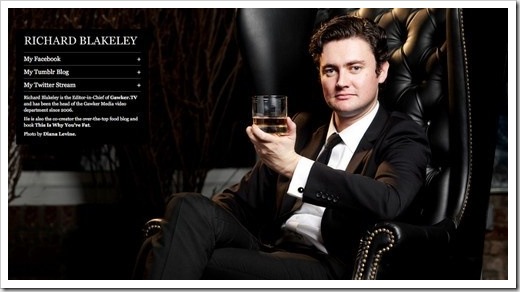 RICHARD BLAKELEY
My Facebook +
My Tumblr Blog +
My Twitter Stream +
Richard Blakeley is the Editor-in-Chief of Gawker.TV
and has been the head of the Gawker Media video
department since 2006.
He is also the co-creator the over-the-top food blog and
book This Is Why You're Fat.
Photo by Diana Levine.